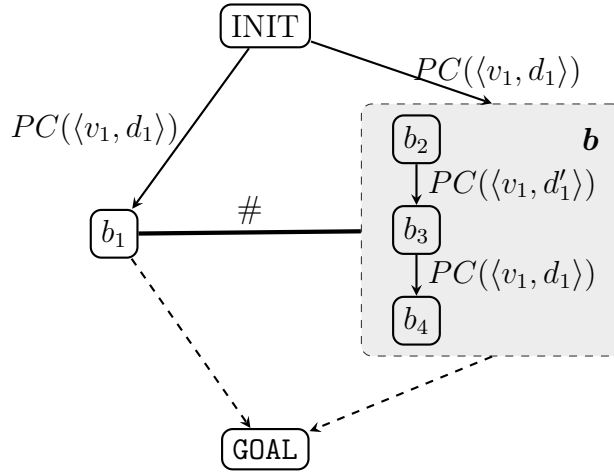 INIT
PC(⟨v₁, d₁⟩)
PC(⟨v₁, d₁⟩)
b₂
b
PC(⟨v₁, d′₁⟩)
#
b₁
b₃
PC(⟨v₁, d₁⟩)
b₄
GOAL